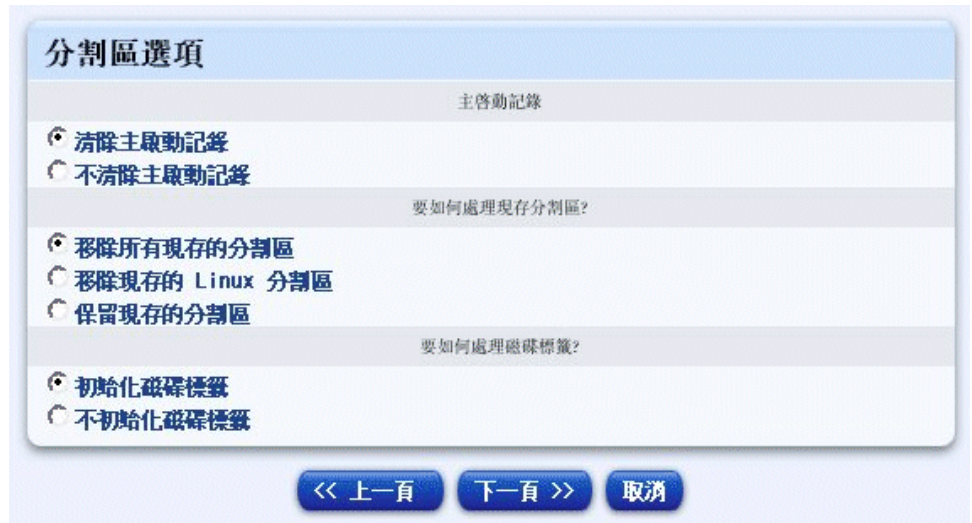 分割區選項
主啓動記錄
清除主啟動記錄
不清除主啟動記錄
要如何處理現存分割區?
移除所有現存的分割區
移除現存的 Linux 分割區
保留現存的分割區
要如何處理磁碟標籤?
初始化磁碟標籤
不初始化磁碟標籤
<< 上一頁 下一頁 >> 取消